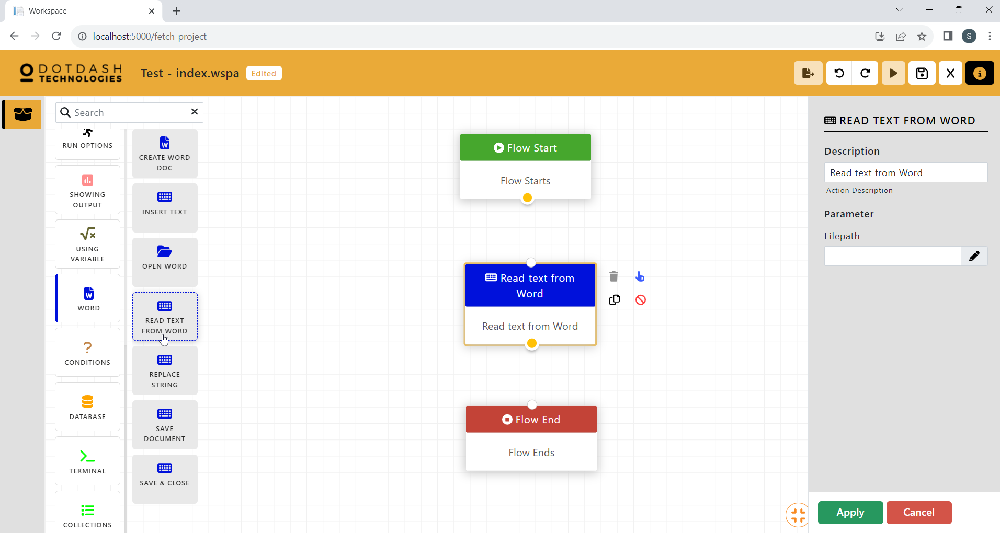 Workspace
localhost:5000/fetch-project
S
DOTDASH
TECHNOLOGIES
Test - index.wspa
Edited
Search
RUN OPTIONS
SHOWING
OUTPUT
USING
VARIABLE
WORD
CONDITIONS
DATABASE
TERMINAL
COLLECTIONS
CREATE WORD
DOC
INSERT TEXT
OPEN WORD
READ TEXT
FROM WORD
REPLACE
STRING
SAVE
DOCUMENT
SAVE & CLOSE
Flow Start
Flow Starts
Read text from
Word
Read text from Word
Flow End
Flow Ends
READ TEXT FROM WORD
Description
Read text from Word
Action Description
Parameter
Filepath
Apply
Cancel